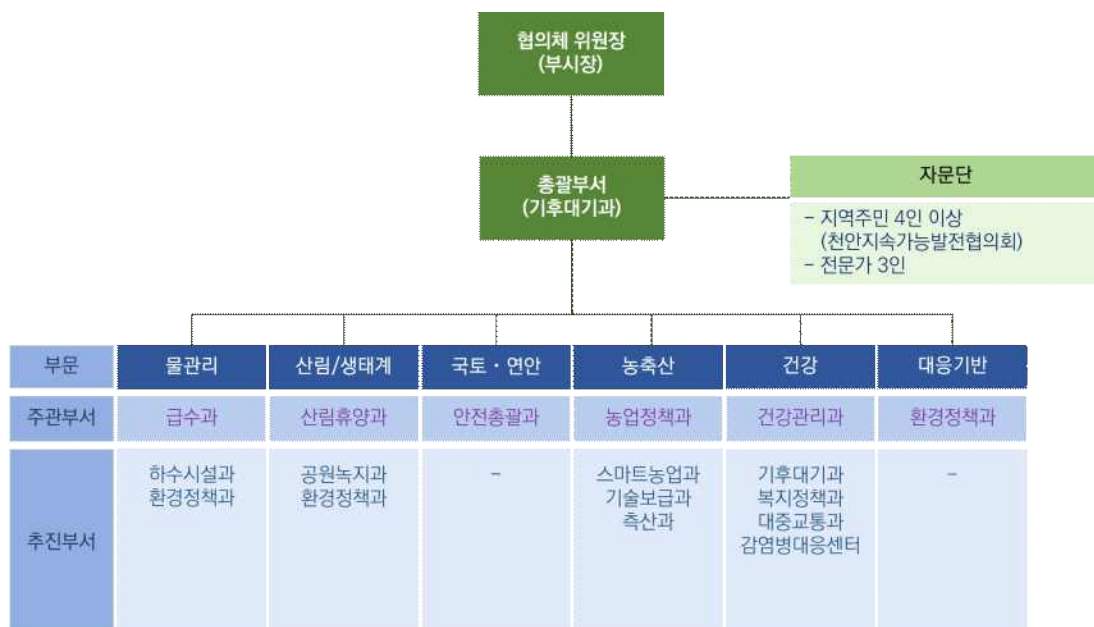 협의체 위원장
(부시장)
총괄부서
(기후대기과)
자문단
- 지역주민 4인 이상
(천안지속가능발전협의회)
- 전문가 3인
부문 물관리 산림/생태계 국토·연안 농축산 건강 대응기반
주관부서 급수과 산림휴양과 안전총괄과 농업정책과 건강관리과 환경정책과
추진부서
하수시설과
환경정책과
공원녹지과
환경정책과
-
스마트농업과
기술보급과
측산과
기후대기과
복지정책과
대중교통과
감염병대응센터
-